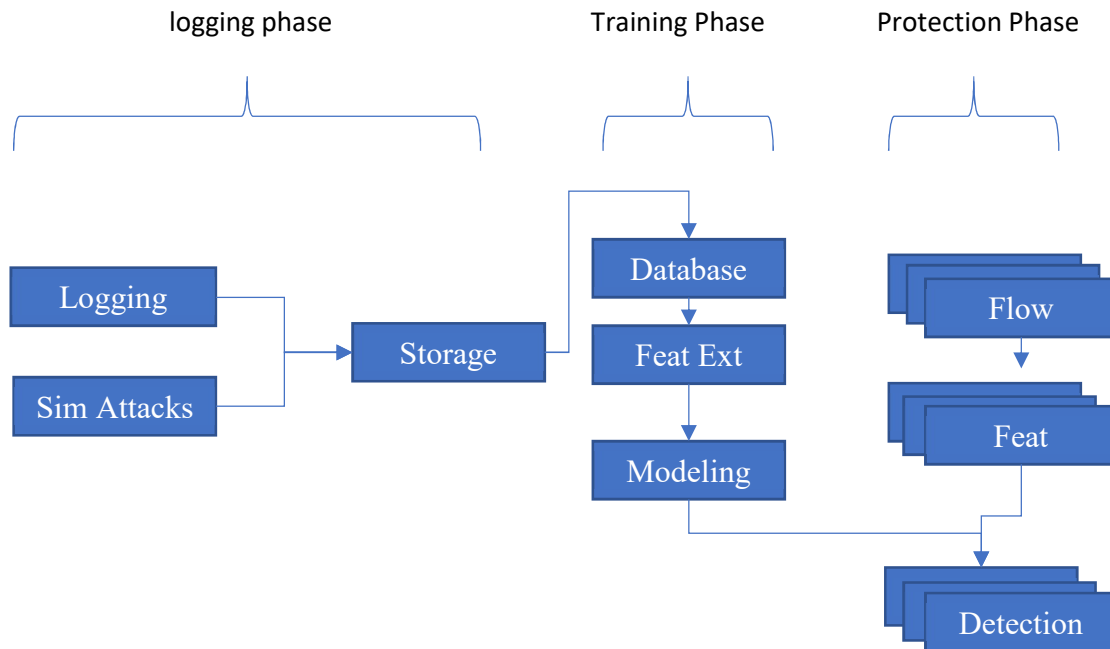 logging phase
Training Phase
Protection Phase
Logging
Sim Attacks
Storage
Database
Feat Ext
Modeling
Flow
Feat
Detection